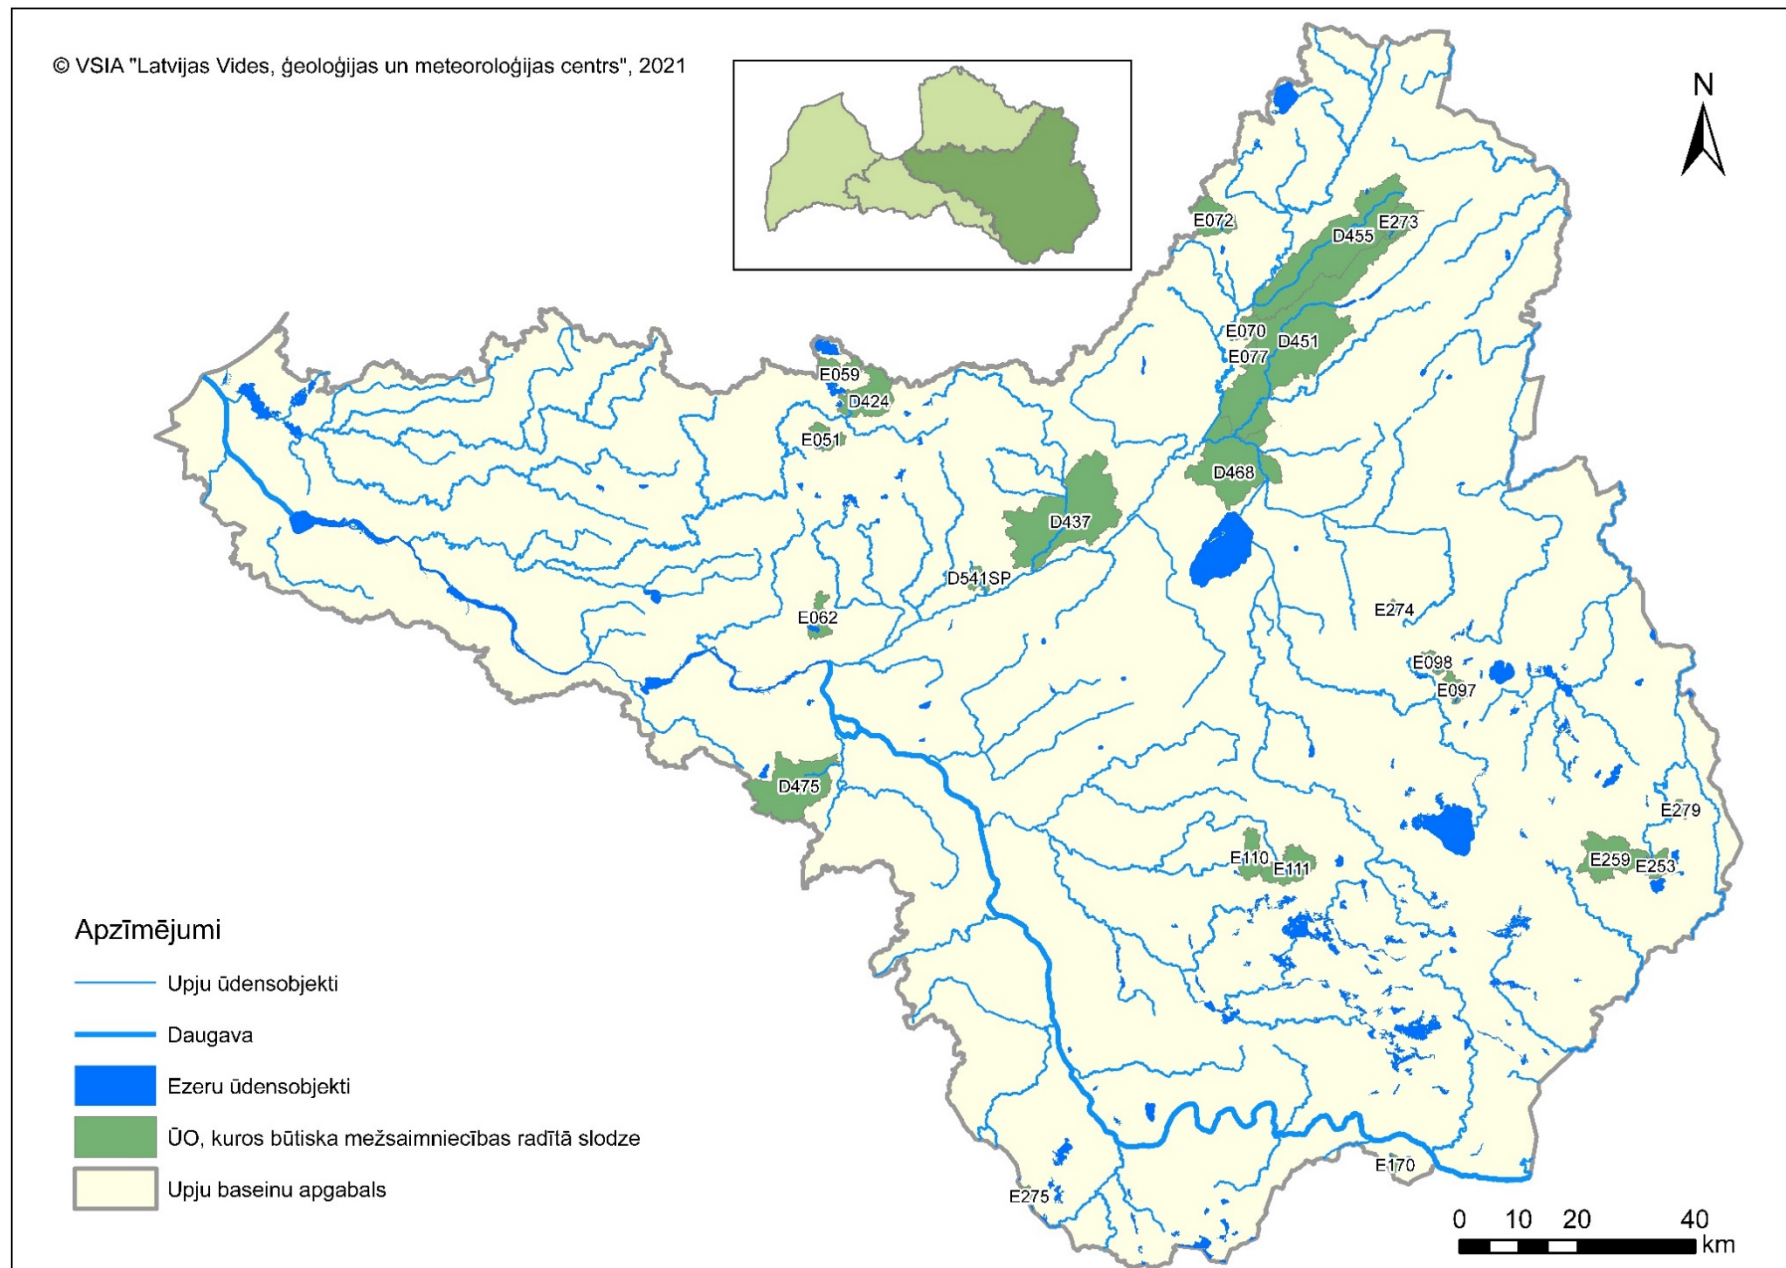 © VSIA "Latvijas Vides, ģeoloģijas un meteoroloģijas centrs", 2021
N
E072
D455
E273
E070
D451
E077
E059
D424
E051
D468
D437
D541SP
E062
E274
E098
E097
D475
E279
E110
E111
E259
E253
E170
E275
Apzīmējumi
Upju ūdensobjekti
Daugava
Ezeru ūdensobjekti
ŪO, kuros būtiska mežsaimniecības radītā slodze
Upju baseinu apgabals
0 10 20 40
km